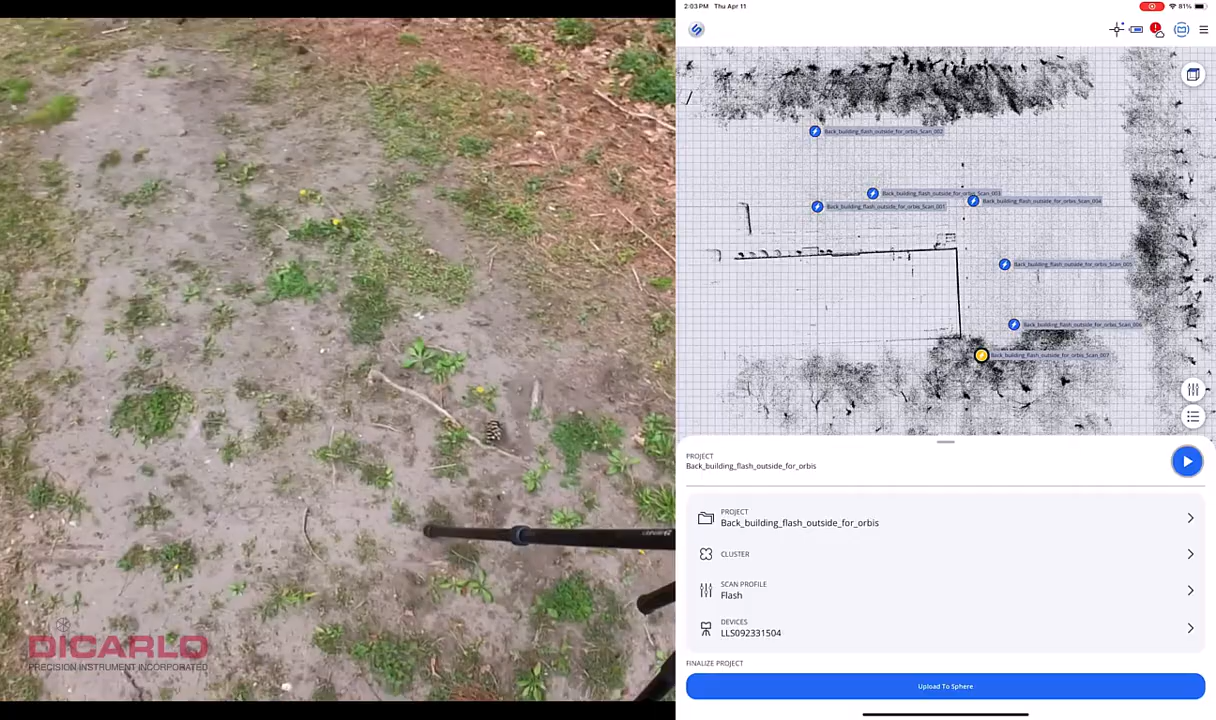 DICARLO
PRECISION INSTRUMENT INCORPORATED
2:03 PM Thu Apr 11
81%
Back_building_flash_outside_for_orbis_Scan_002
Back_building_flash_outside_for_orbis_Scan_003
Back_building_flash_outside_for_orbis_Scan_004
Back_building_flash_outside_for_orbis_Scan_001
Back_building_flash_outside_for_orbis_Scan_005
Back_building_flash_outside_for_orbis_Scan_006
Back_building_flash_outside_for_orbis_Scan_007
PROJECT
Back_building_flash_outside_for_orbis
PROJECT
Back_building_flash_outside_for_orbis
CLUSTER
SCAN PROFILE
Flash
DEVICES
LLS092331504
FINALIZE PROJECT
Upload To Sphere